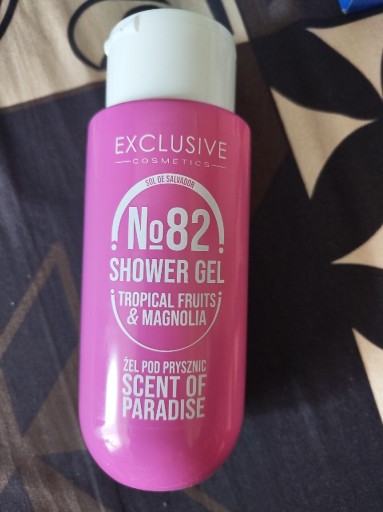 EXCLUSIVE
COSMETICS
SOL DE SALVADOR
№82
SHOWER GEL
TROPICAL FRUITS
& MAGNOLIA
ŻEL POD PRYSZNIC
SCENT OF
PARADISE